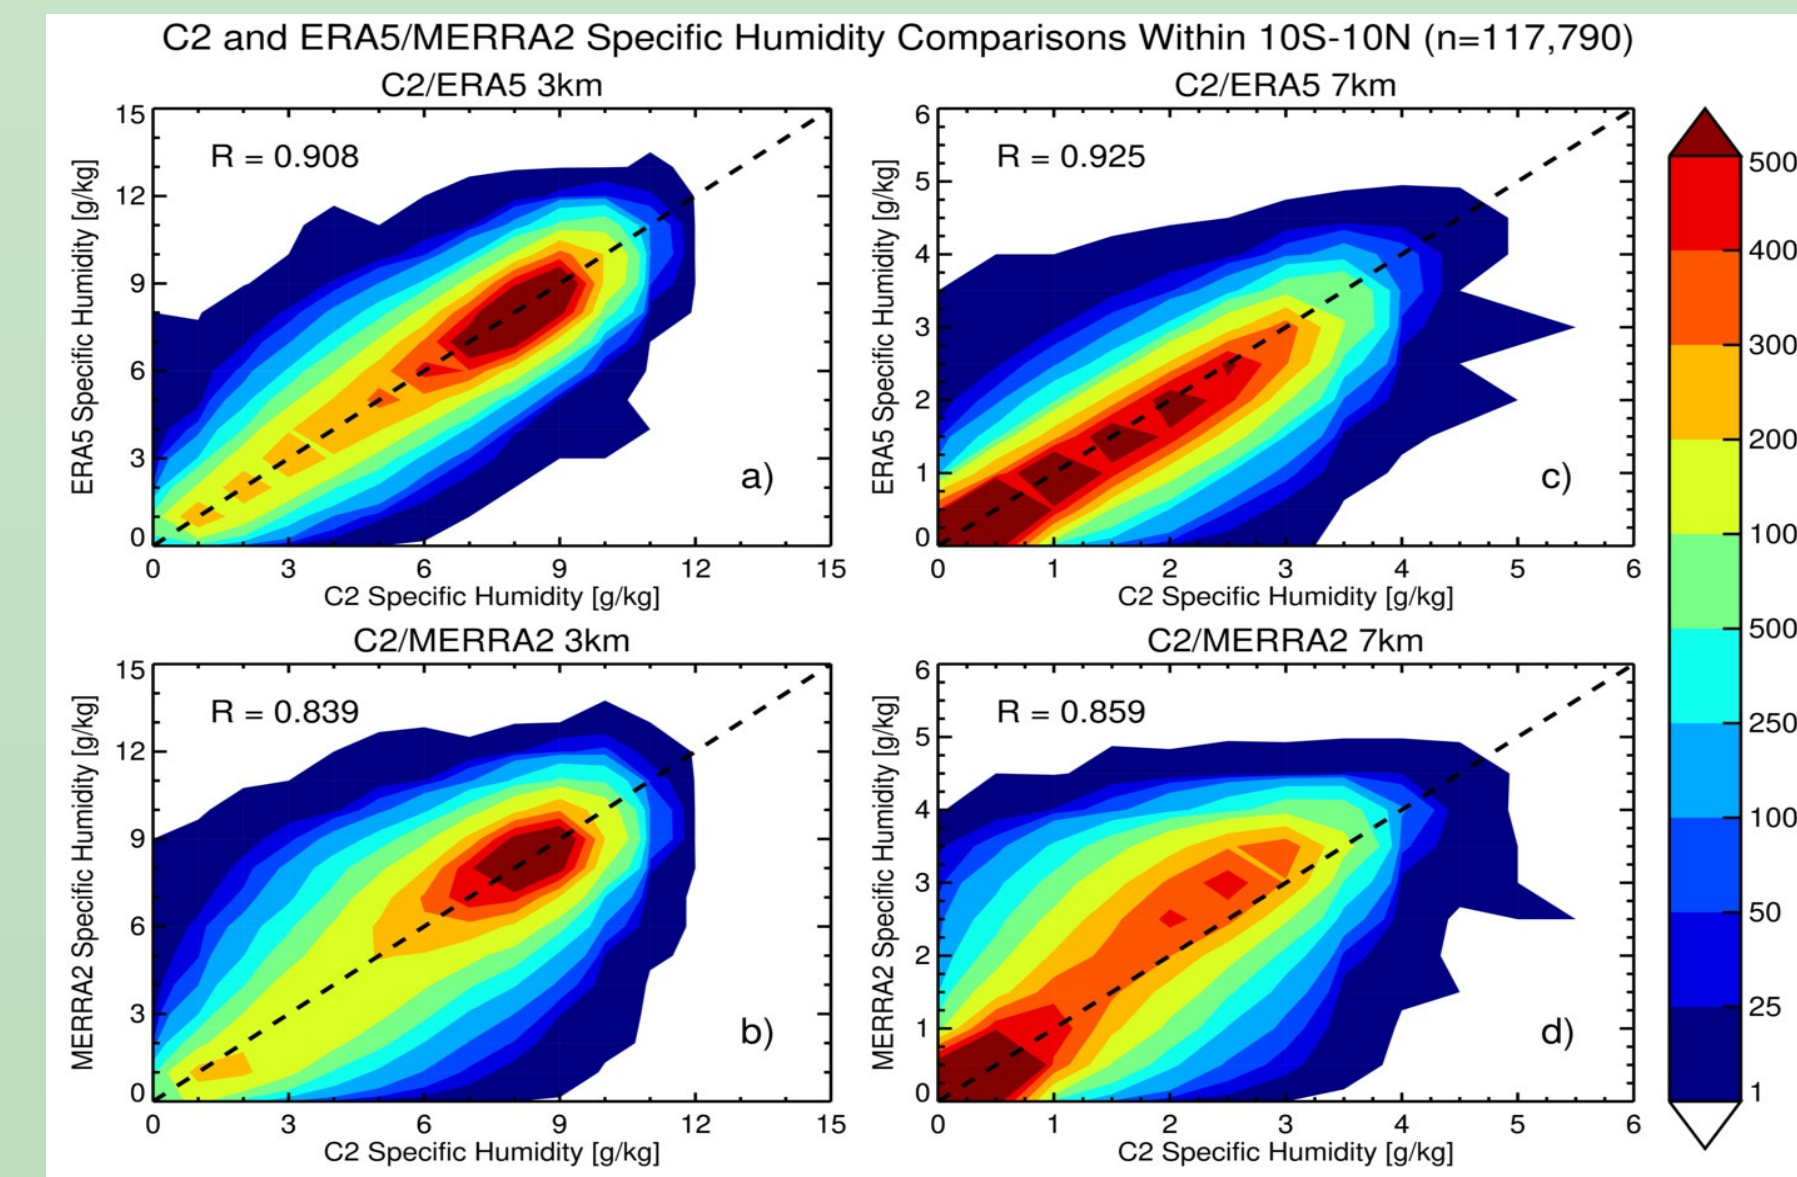 C2 and ERA5/MERRA2 Specific Humidity Comparisons Within 10S-10N (n=117,790)
C2/ERA5 3km
R = 0.908
a)
15
12
9
6
3
0
0 3 6 9 12 15
ERA5 Specific Humidity [g/kg]
C2 Specific Humidity [g/kg]
C2/ERA5 7km
R = 0.925
c)
6
5
4
3
2
1
0
0 1 2 3 4 5 6
ERA5 Specific Humidity [g/kg]
C2 Specific Humidity [g/kg]
C2/MERRA2 3km
R = 0.839
b)
15
12
9
6
3
0
0 3 6 9 12 15
MERRA2 Specific Humidity [g/kg]
C2 Specific Humidity [g/kg]
C2/MERRA2 7km
R = 0.859
d)
6
5
4
3
2
1
0
0 1 2 3 4 5 6
MERRA2 Specific Humidity [g/kg]
C2 Specific Humidity [g/kg]
500
400
300
200
100
500
250
100
50
25
1